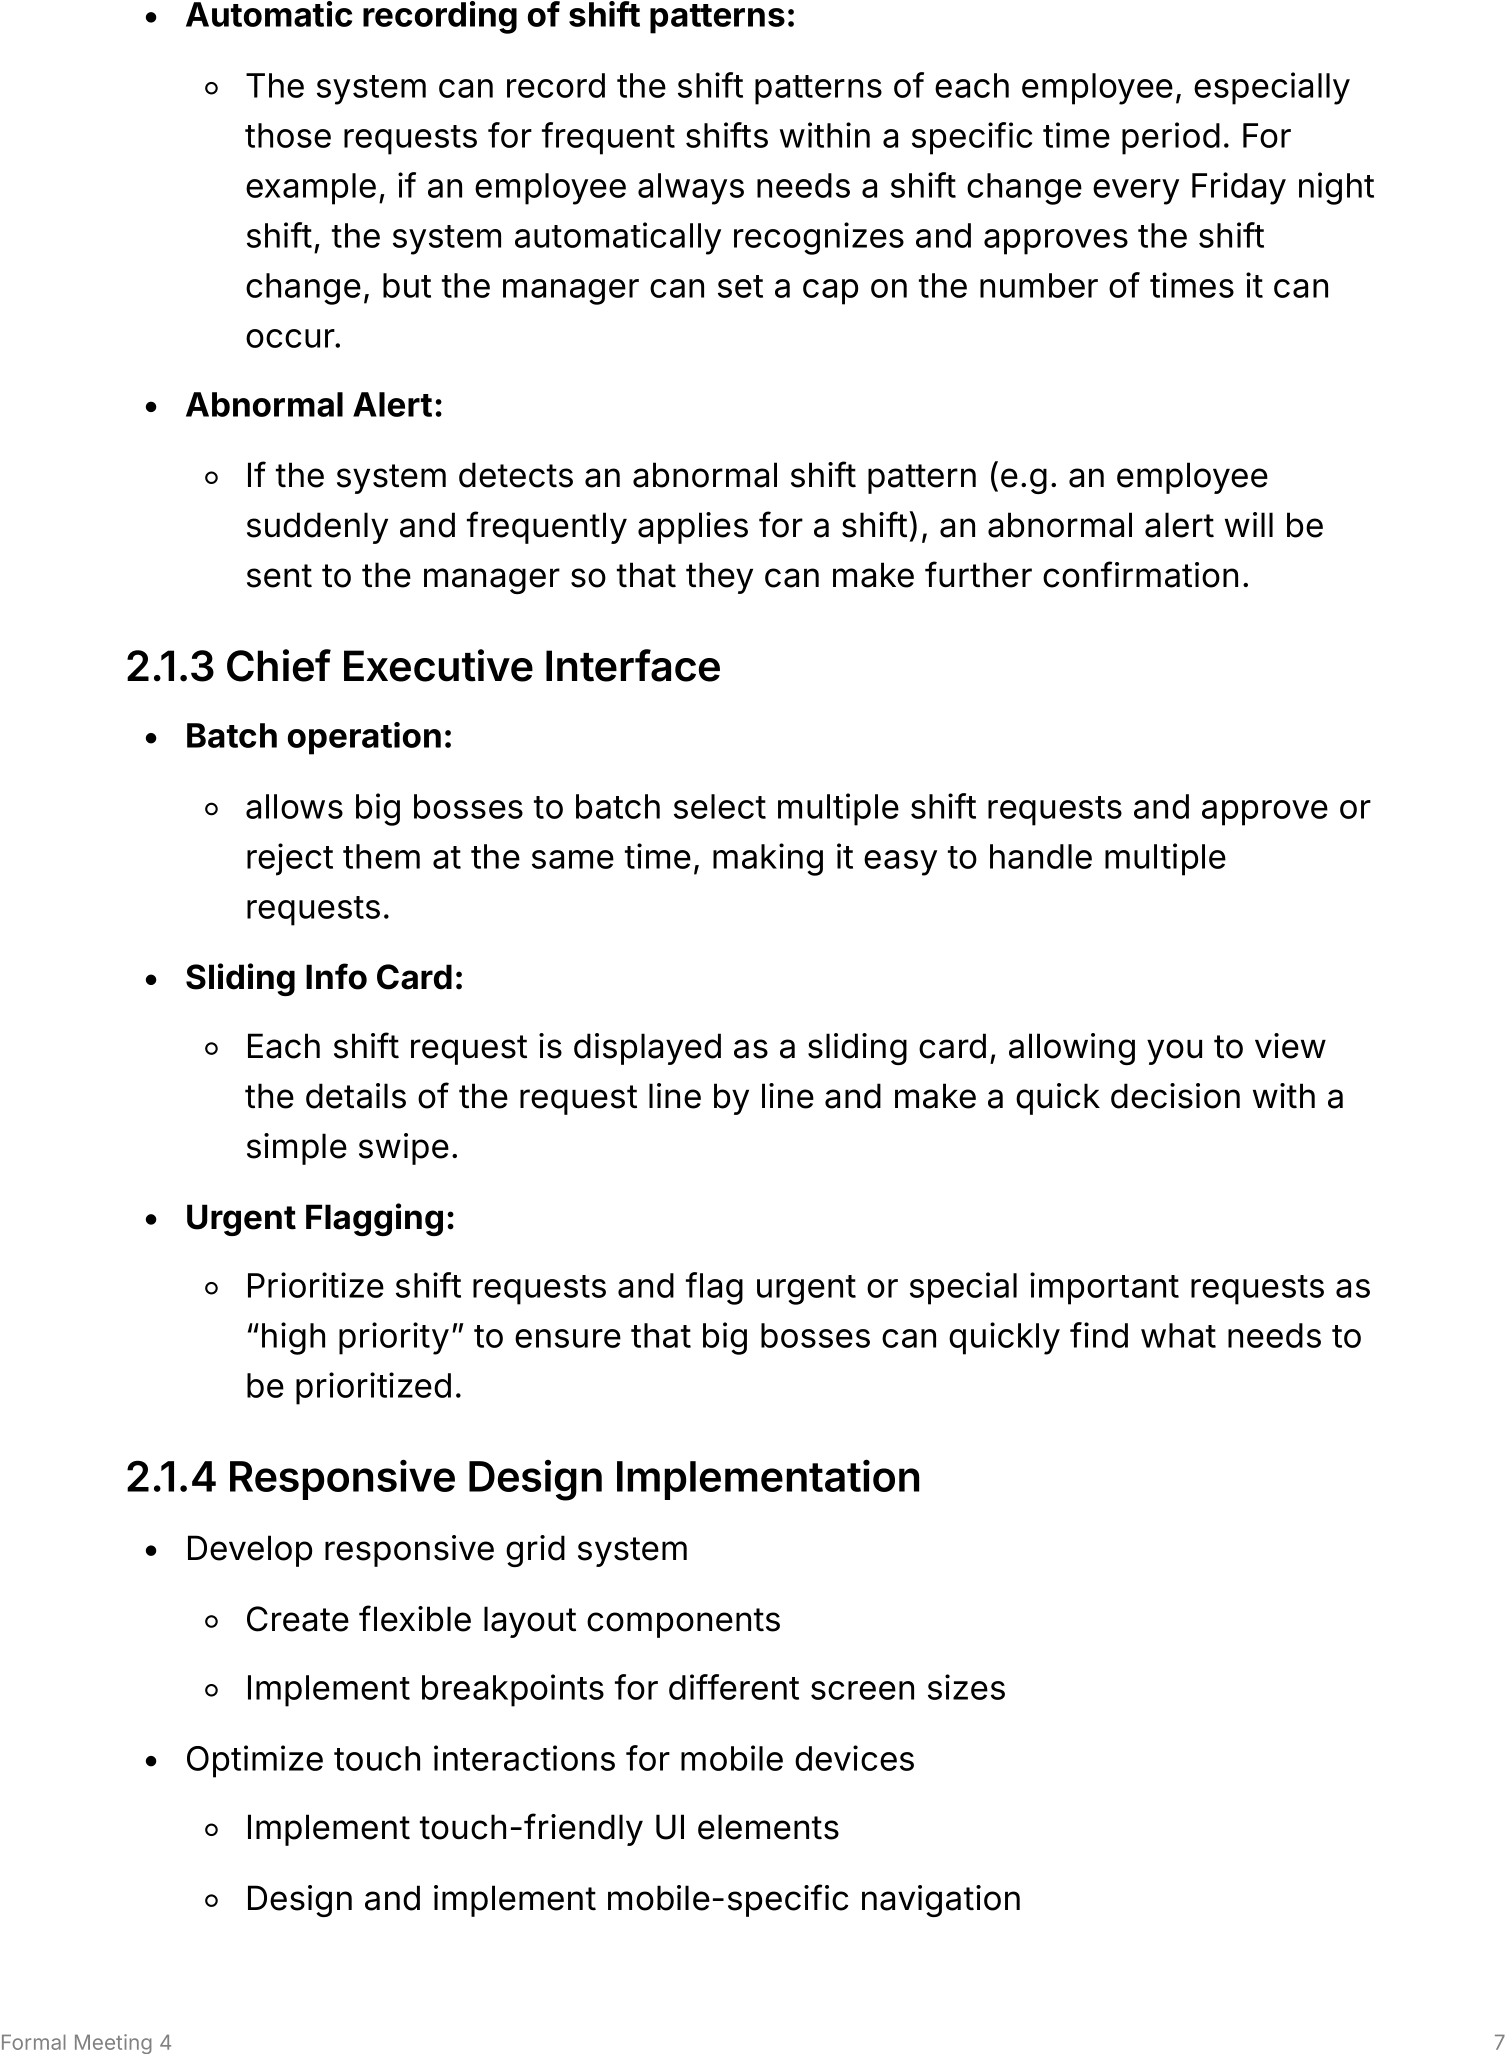 • Automatic recording of shift patterns:
◦ The system can record the shift patterns of each employee, especially
those requests for frequent shifts within a specific time period. For
example, if an employee always needs a shift change every Friday night
shift, the system automatically recognizes and approves the shift
change, but the manager can set a cap on the number of times it can
occur.
• Abnormal Alert:
◦ If the system detects an abnormal shift pattern (e.g. an employee
suddenly and frequently applies for a shift), an abnormal alert will be
sent to the manager so that they can make further confirmation.
2.1.3 Chief Executive Interface
• Batch operation:
◦ allows big bosses to batch select multiple shift requests and approve or
reject them at the same time, making it easy to handle multiple
requests.
• Sliding Info Card:
◦ Each shift request is displayed as a sliding card, allowing you to view
the details of the request line by line and make a quick decision with a
simple swipe.
• Urgent Flagging:
◦ Prioritize shift requests and flag urgent or special important requests as
“high priority” to ensure that big bosses can quickly find what needs to
be prioritized.
2.1.4 Responsive Design Implementation
• Develop responsive grid system
◦ Create flexible layout components
◦ Implement breakpoints for different screen sizes
• Optimize touch interactions for mobile devices
◦ Implement touch-friendly UI elements
◦ Design and implement mobile-specific navigation
Formal Meeting 4
7